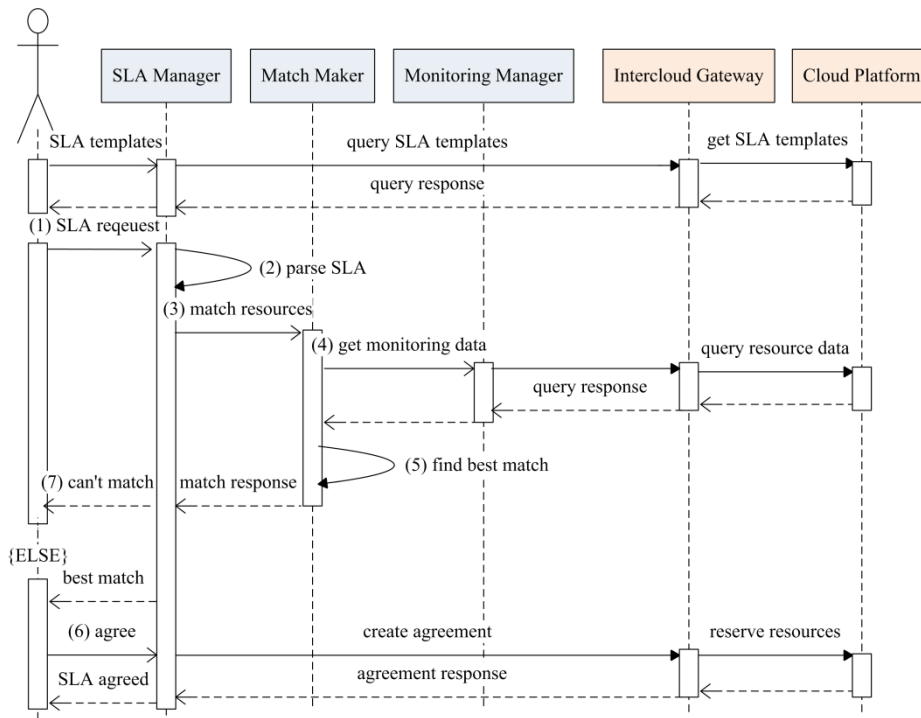 SLA Manager
Match Maker
Monitoring Manager
Intercloud Gateway
Cloud Platform
SLA templates
query SLA templates
get SLA templates
query response
(1) SLA reqeuest
(2) parse SLA
(3) match resources
(4) get monitoring data
query resource data
query response
(5) find best match
(7) can't match
match response
{ELSE}
best match
(6) agree
create agreement
reserve resources
SLA agreed
agreement response